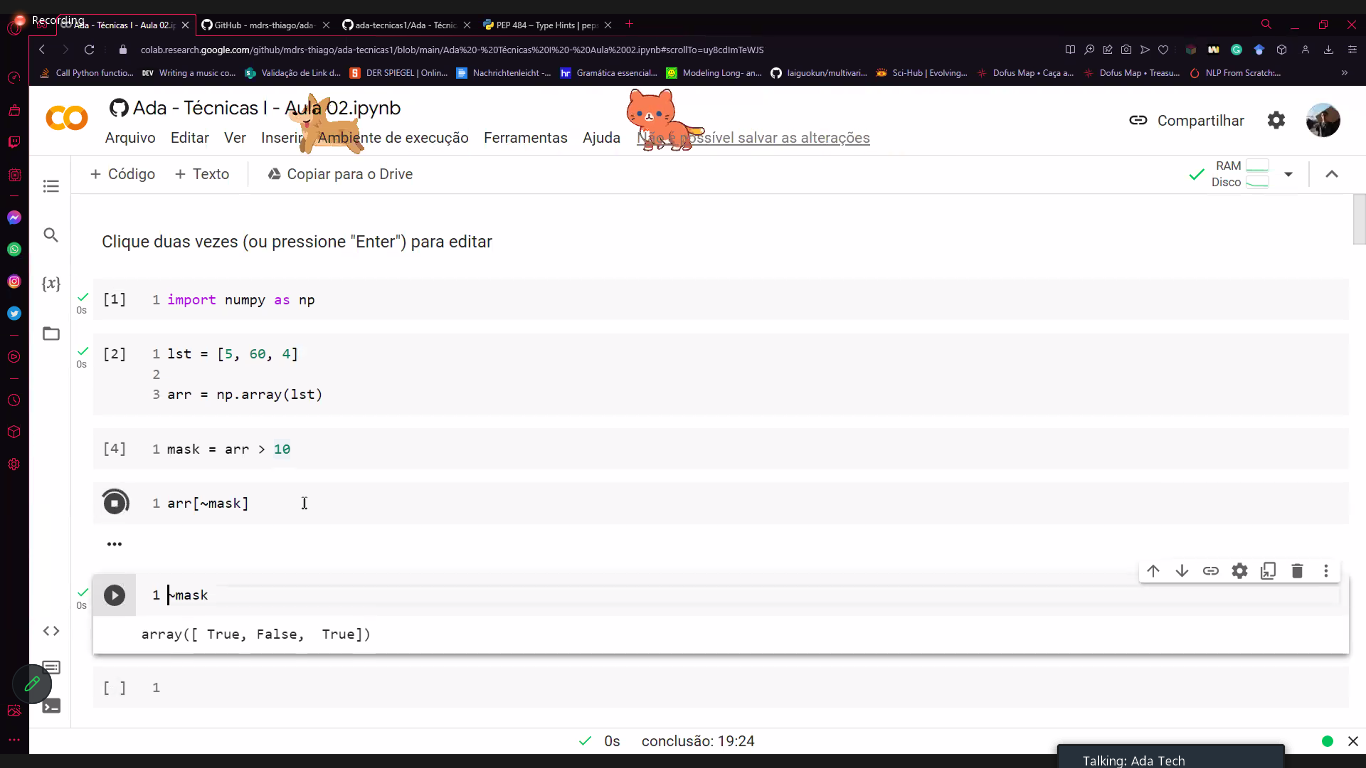 Recording
Ada - Técnicas I - Aula 02.ip
GitHub - mdrs-thiago/ada-
ada-tecnicas1/Ada - Técnic
PEP 484 – Type Hints | peps
colab.research.google.com/github/mdrs-thiago/ada-tecnicas1/blob/main/Ada%20-%20Técnicas%20I%20-%20Aula%2002.ipynb#scrollTo=uy8cdImTeWJS
Call Python functio...
DEV Writing a music co...
Validação de Link d...
DER SPIEGEL | Onlin...
Nachrichtenleicht -...
hr Gramática essencial...
Modeling Long- an...
laiguokun/multivari...
Sci-Hub | Evolving...
Dofus Map • Caça a...
Dofus Map • Treasu...
NLP From Scratch:...
»
Ada - Técnicas I - Aula 02.ipynb
Arquivo Editar Ver Inserir Ambiente de execução Ferramentas Ajuda Não é possível salvar as alterações
Compartilhar
+ Código + Texto Copiar para o Drive
RAM
Disco
Clique duas vezes (ou pressione "Enter") para editar
[1] 1 import numpy as np
0s
[2] 1 lst = [5, 60, 4]
0s
2
3 arr = np.array(lst)
[4] 1 mask = arr > 10
1 arr[~mask]
1 ~mask
0s
array([ True, False,  True])
[ ] 1
{x}
0s conclusão: 19:24
Talking: Ada Tech